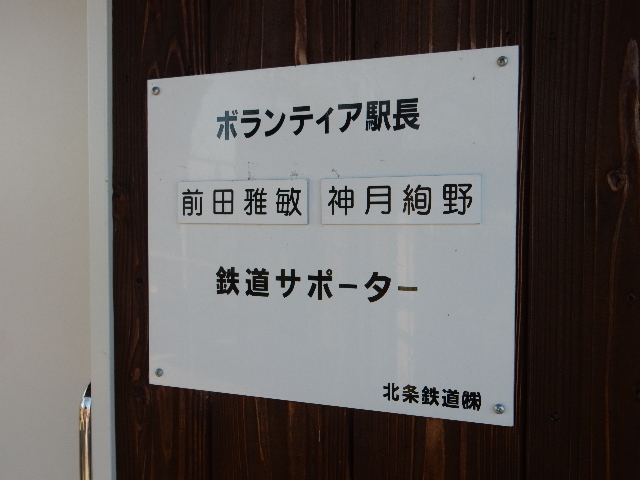 ボランティア駅長
前田雅敏 神月絢野
鉄道サポーター
北条鉄道㈱